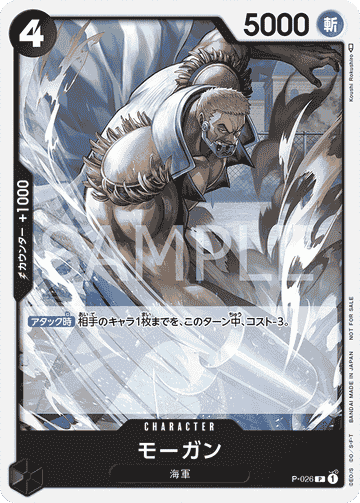 4
5000
斬
Koushi Rokushiro
カウンター +1000
SAMPLE
アタック時 相手のキャラ1枚までを、このターン中、コスト-3。
NOT FOR SALE
BANDAI MADE IN JAPAN
©E.O/S. ©O./S・F・T
CHARACTER
モーガン
海軍
P-026 P 1